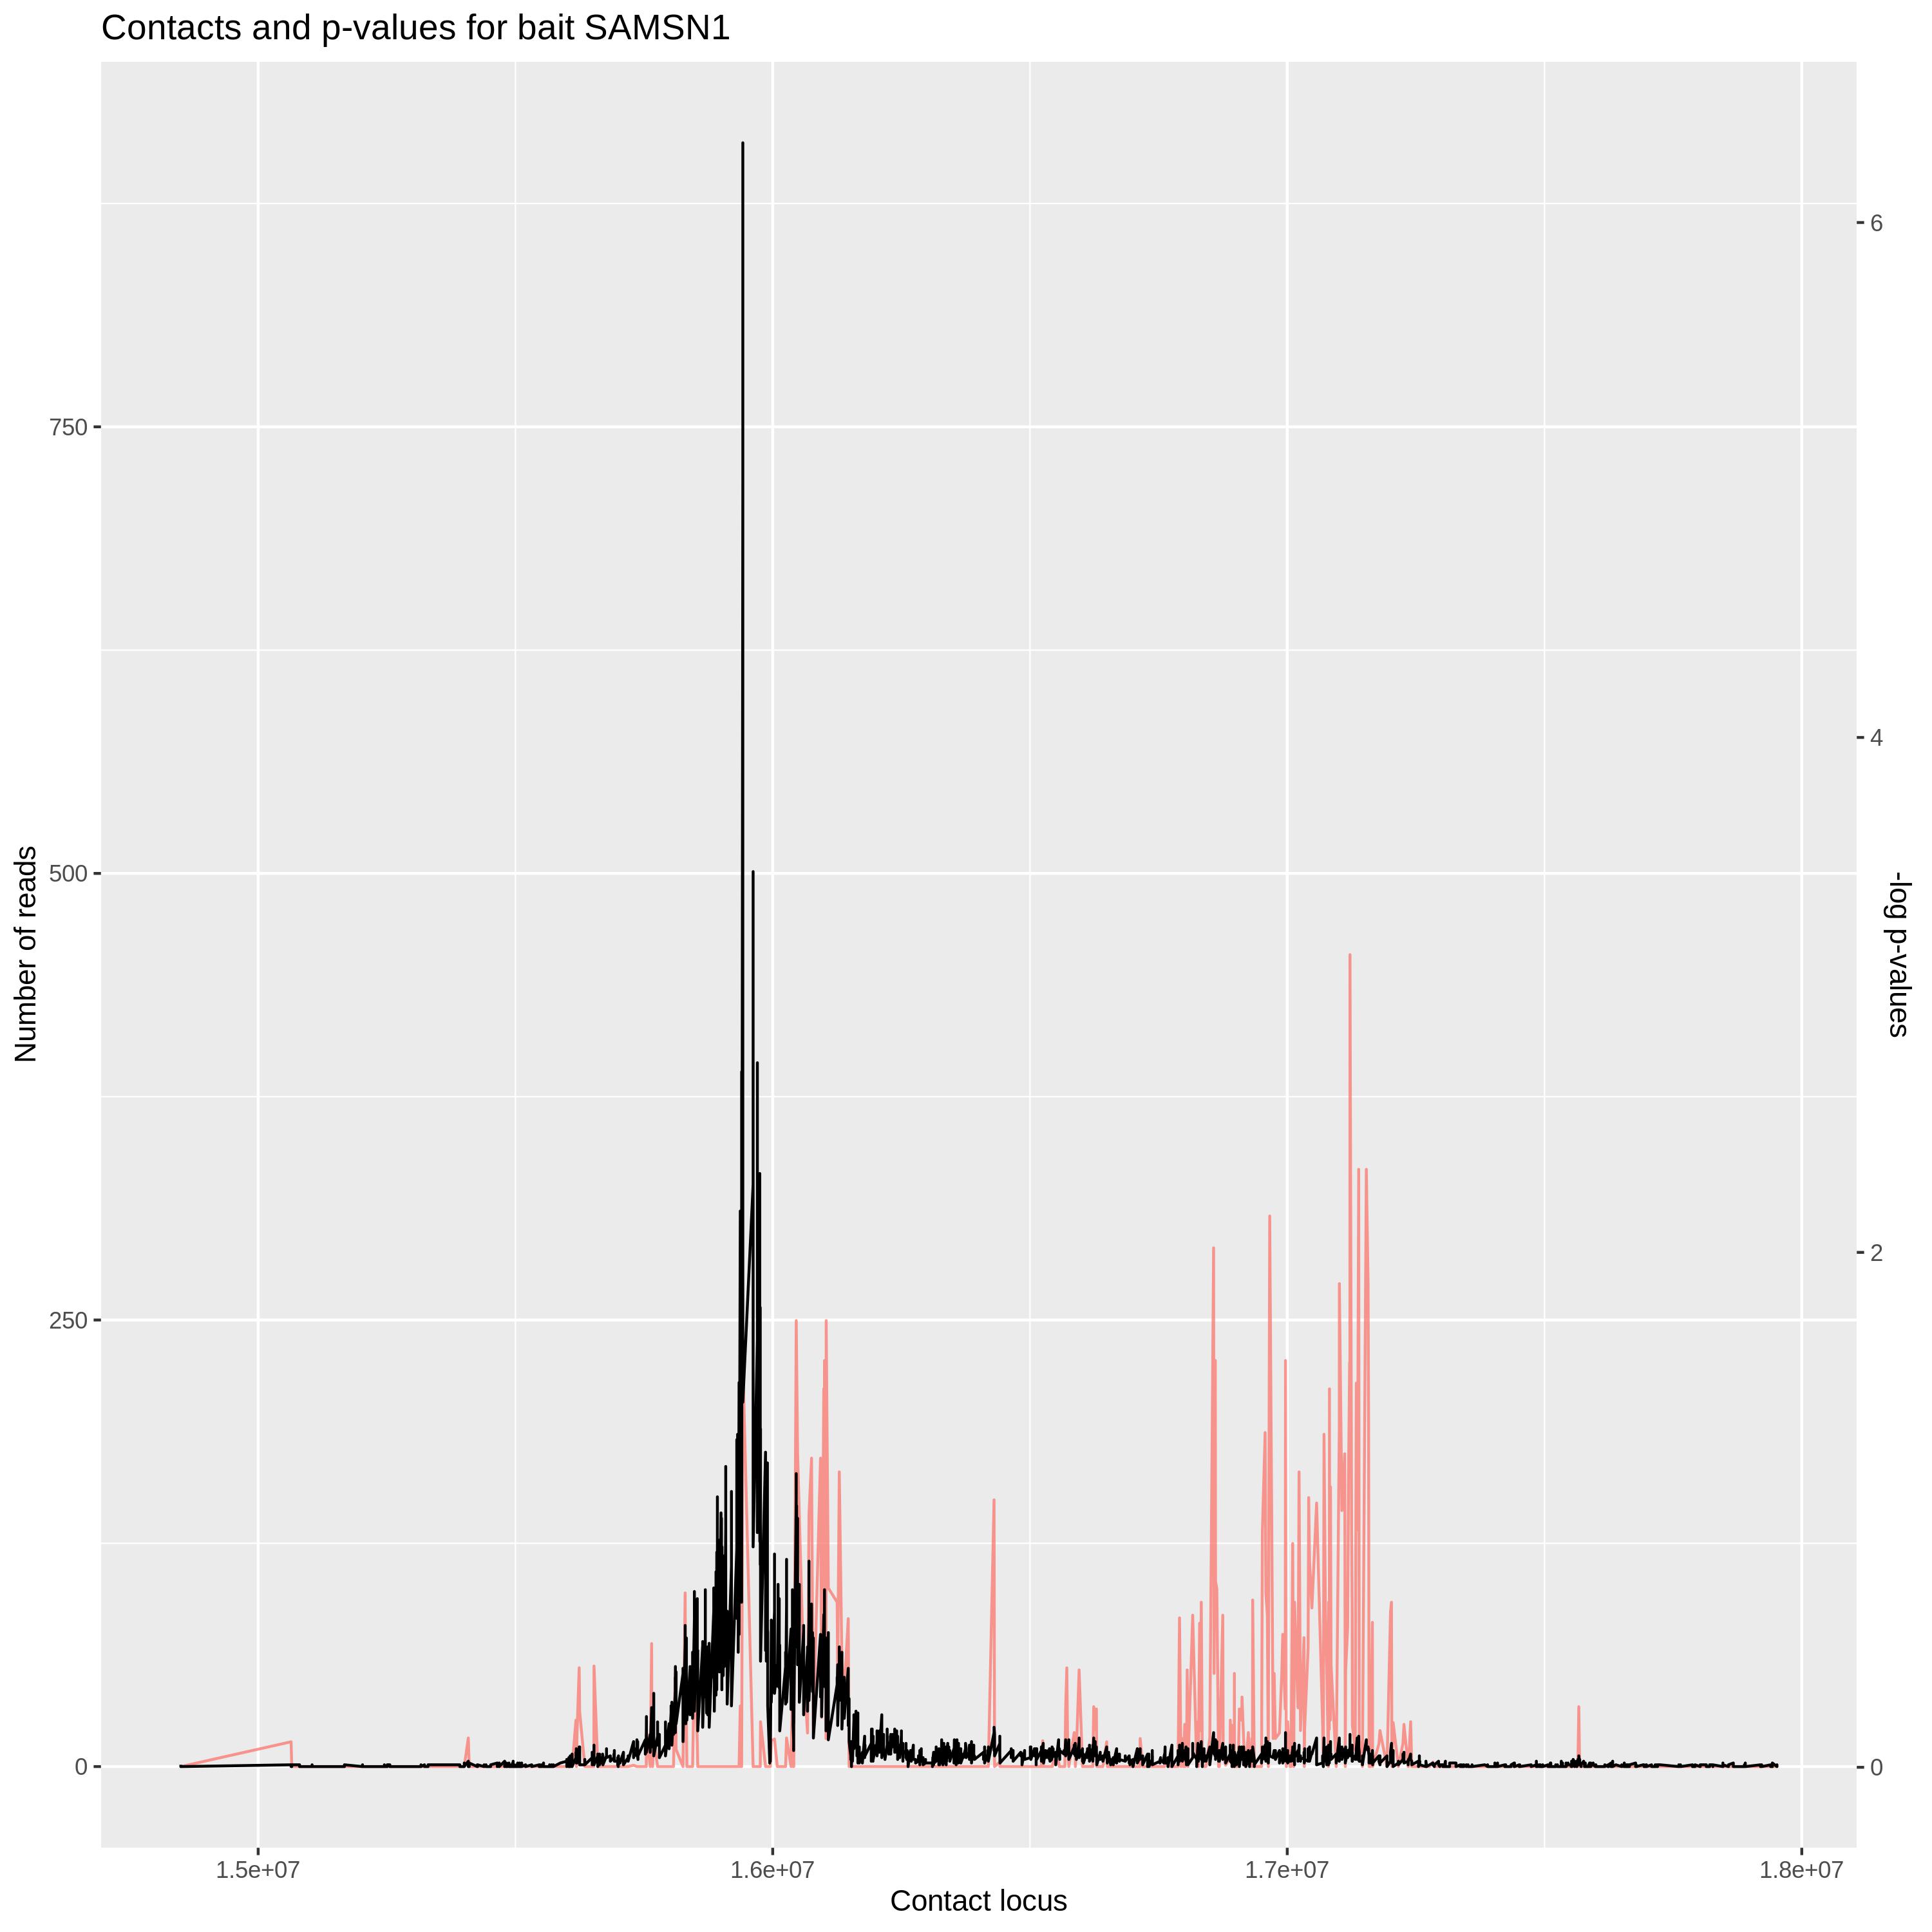 Contacts and p-values for bait SAMSN1
Number of reads
750
500
250
0
6
4
2
0
-log p-values
1.5e+07 1.6e+07 1.7e+07 1.8e+07
Contact locus